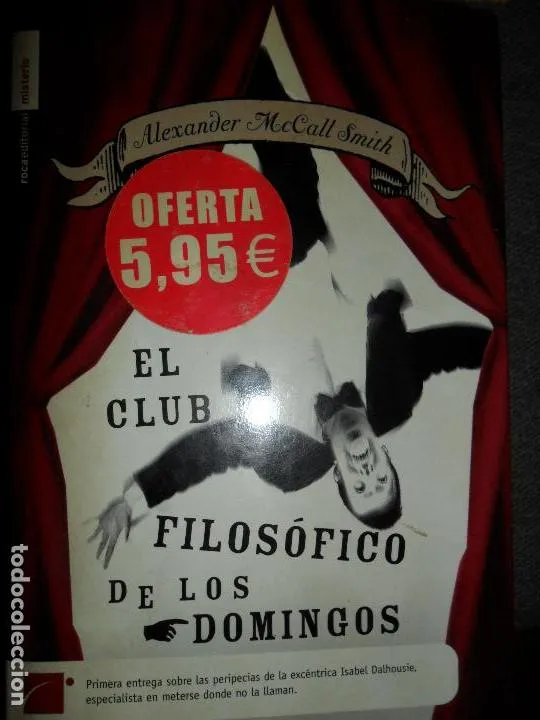 rocaeditorial misterio
Alexander McCall Smith
OFERTA
5,95€
EL
CLUB
FILOSÓFICO
DE LOS
DOMINGOS
Primera entrega sobre las peripecias de la excéntrica Isabel Dalhousie,
especialista en meterse donde no la llaman.
todocoleccion